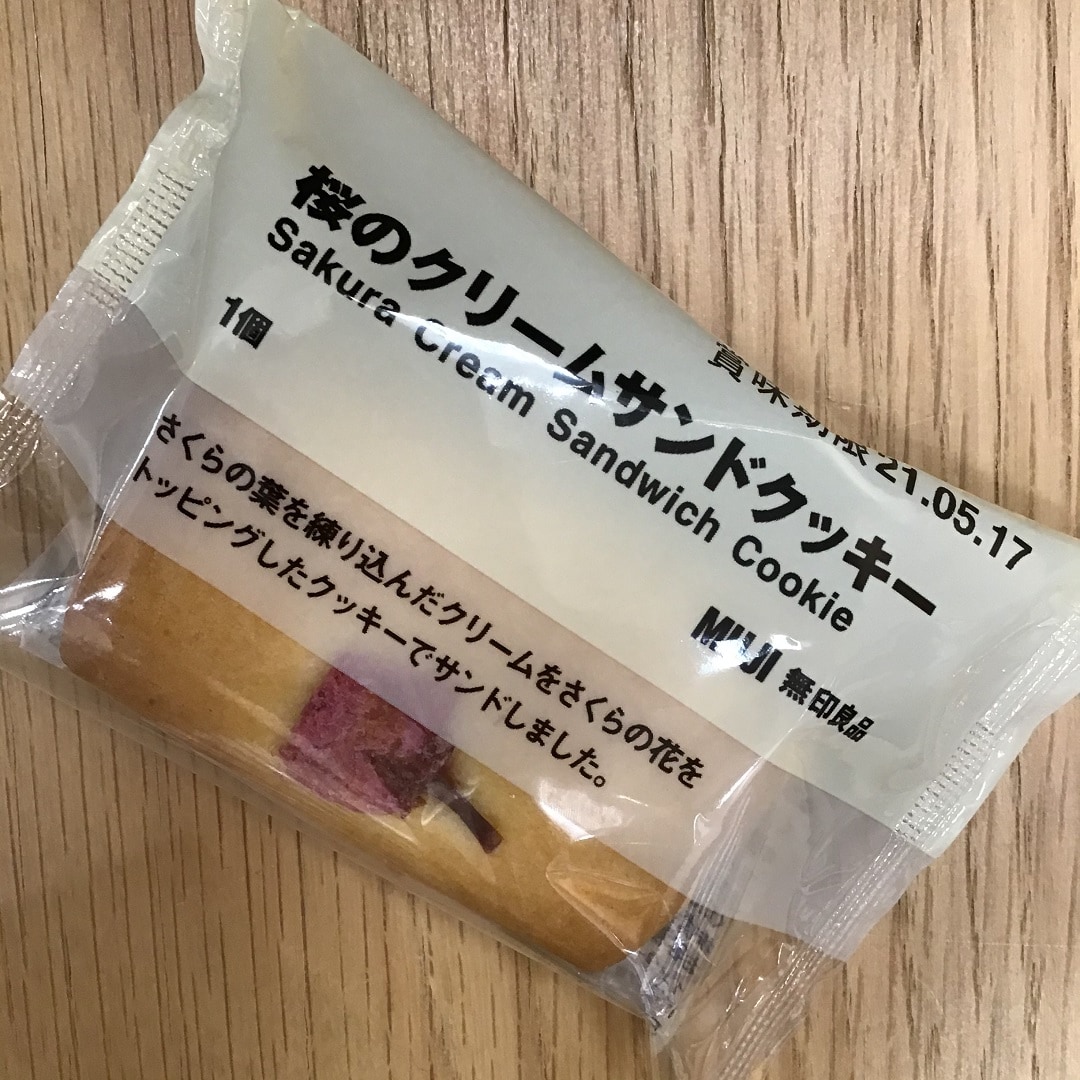 桜のクリームサンドクッキー
Sakura Cream Sandwich Cookie
1個
賞味期限 21.05.17
MUJI 無印良品
さくらの葉を練り込んだクリームをさくらの花を
トッピングしたクッキーでサンドしました。